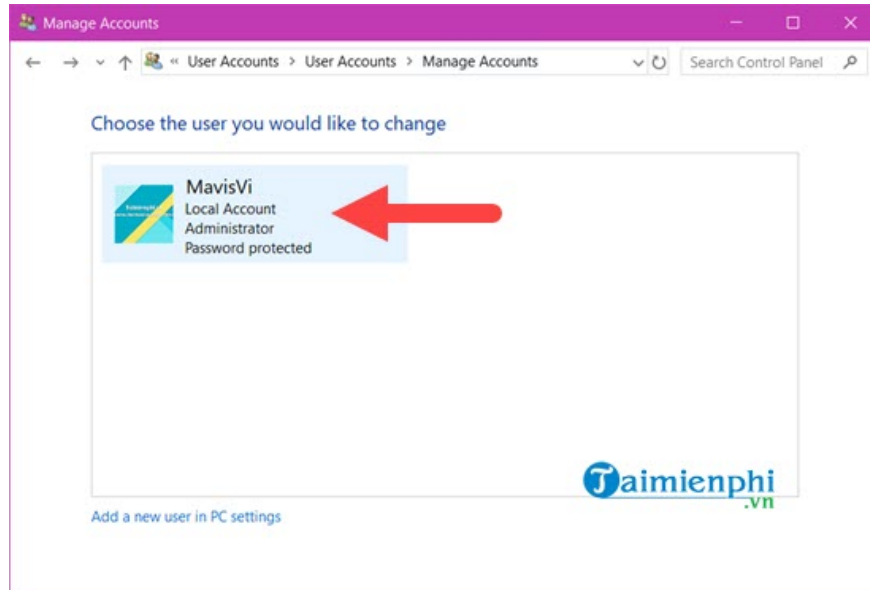 Manage Accounts
« User Accounts > User Accounts > Manage Accounts
Search Control Panel
Choose the user you would like to change
MavisVi
Local Account
Administrator
Password protected
Taimienphi
.vn
Add a new user in PC settings